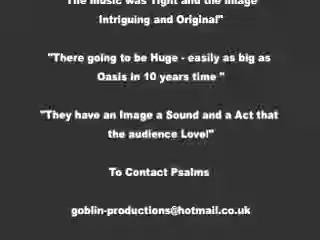 The music was Tight and the Image
Intriguing and Original"
"There going to be Huge - easily as big as
Oasis in 10 years time "
"They have an Image a Sound and a Act that
the audience Love!"
To Contact Psalms
goblin-productions@hotmail.co.uk